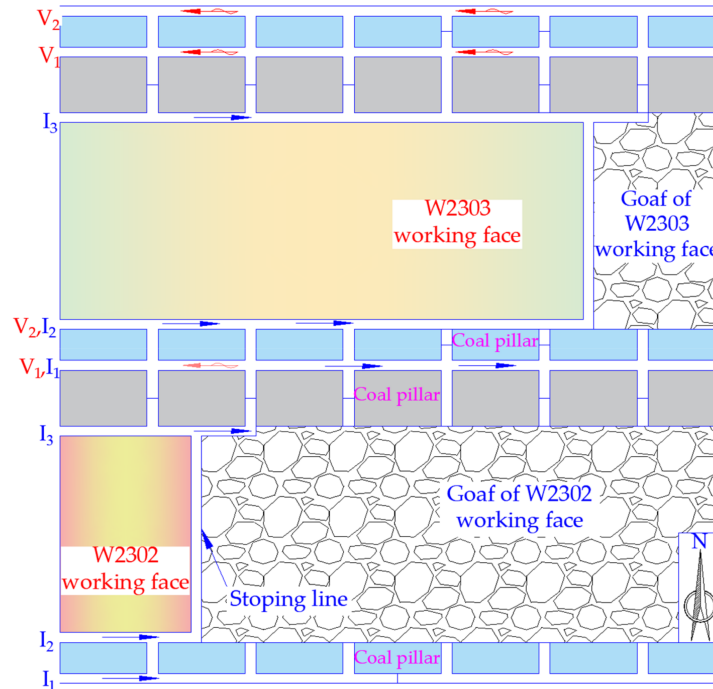 V₂
V₁
I₃
W2303
working face
Goaf of
W2303
working face
V₂,I₂
Coal pillar
V₁,I₁
Coal pillar
I₃
Goaf of W2302
working face
W2302
working face
Stoping line
N
I₂
Coal pillar
I₁